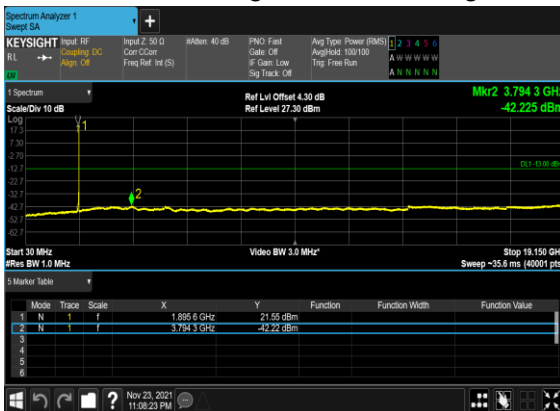 Spectrum Analyzer 1
Swept SA
+
KEYSIGHT Input: RF Input Z: 50 Ω #Atten: 40 dB PNO: Fast Avg Type: Power (RMS) 1 2 3 4 5 6
RL Coupling: DC Corr CCorr Gate: Off Avg|Hold: 100/100 A W W W W W
Align: Off Freq Ref: Int (S) IF Gain: Low Trig: Free Run
Sig Track: Off A N N N N N
LV
1 Spectrum Ref Lvl Offset 4.30 dB Mkr2 3.794 3 GHz
Scale/Div 10 dB Ref Level 27.30 dBm -42.225 dBm
Log
17.3
7.30
-2.70
-12.7
-22.7
-32.7
-42.7
-52.7
-62.7
1
2
DL1 -13.00 dBm
Start 30 MHz Video BW 3.0 MHz* Stop 19.150 GHz
#Res BW 1.0 MHz Sweep ~35.6 ms (40001 pts)
5 Marker Table
Mode Trace Scale X Y Function Function Width Function Value
1 N 1 f 1.895 6 GHz 21.55 dBm
2 N 1 f 3.794 3 GHz -42.22 dBm
3
4
5
6
? Nov 23, 2021
11:08:23 PM